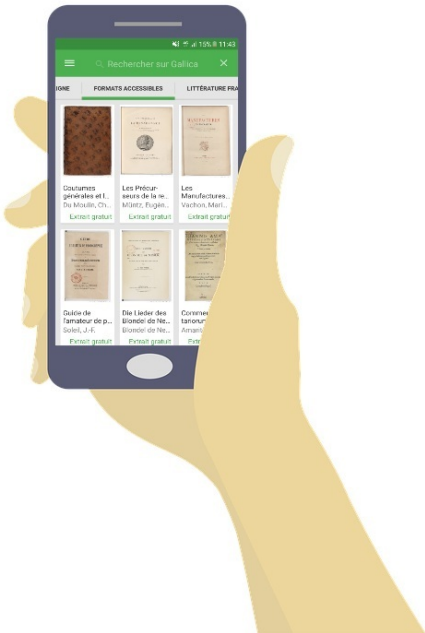 15% 11:43
Rechercher sur Gallica
IGNE FORMATS ACCESSIBLES LITTÉRATURE FRA
Coutumes
générales et l...
Du Moulin, Ch...
Extrait gratuit
Les Précur-
seurs de la re...
Müntz, Eugèn...
Extrait gratuit
MANUFACTURES
Les
Manufactures...
Vachon, Mari...
Extrait gratuit
Guide de
l'amateur de p...
Soleil, J.-F.
Extrait gratuit
Die Lieder des
Blondel de Ne...
Blondel de Ne...
Extrait gratuit
Commen
tanorum
Amant
Extr